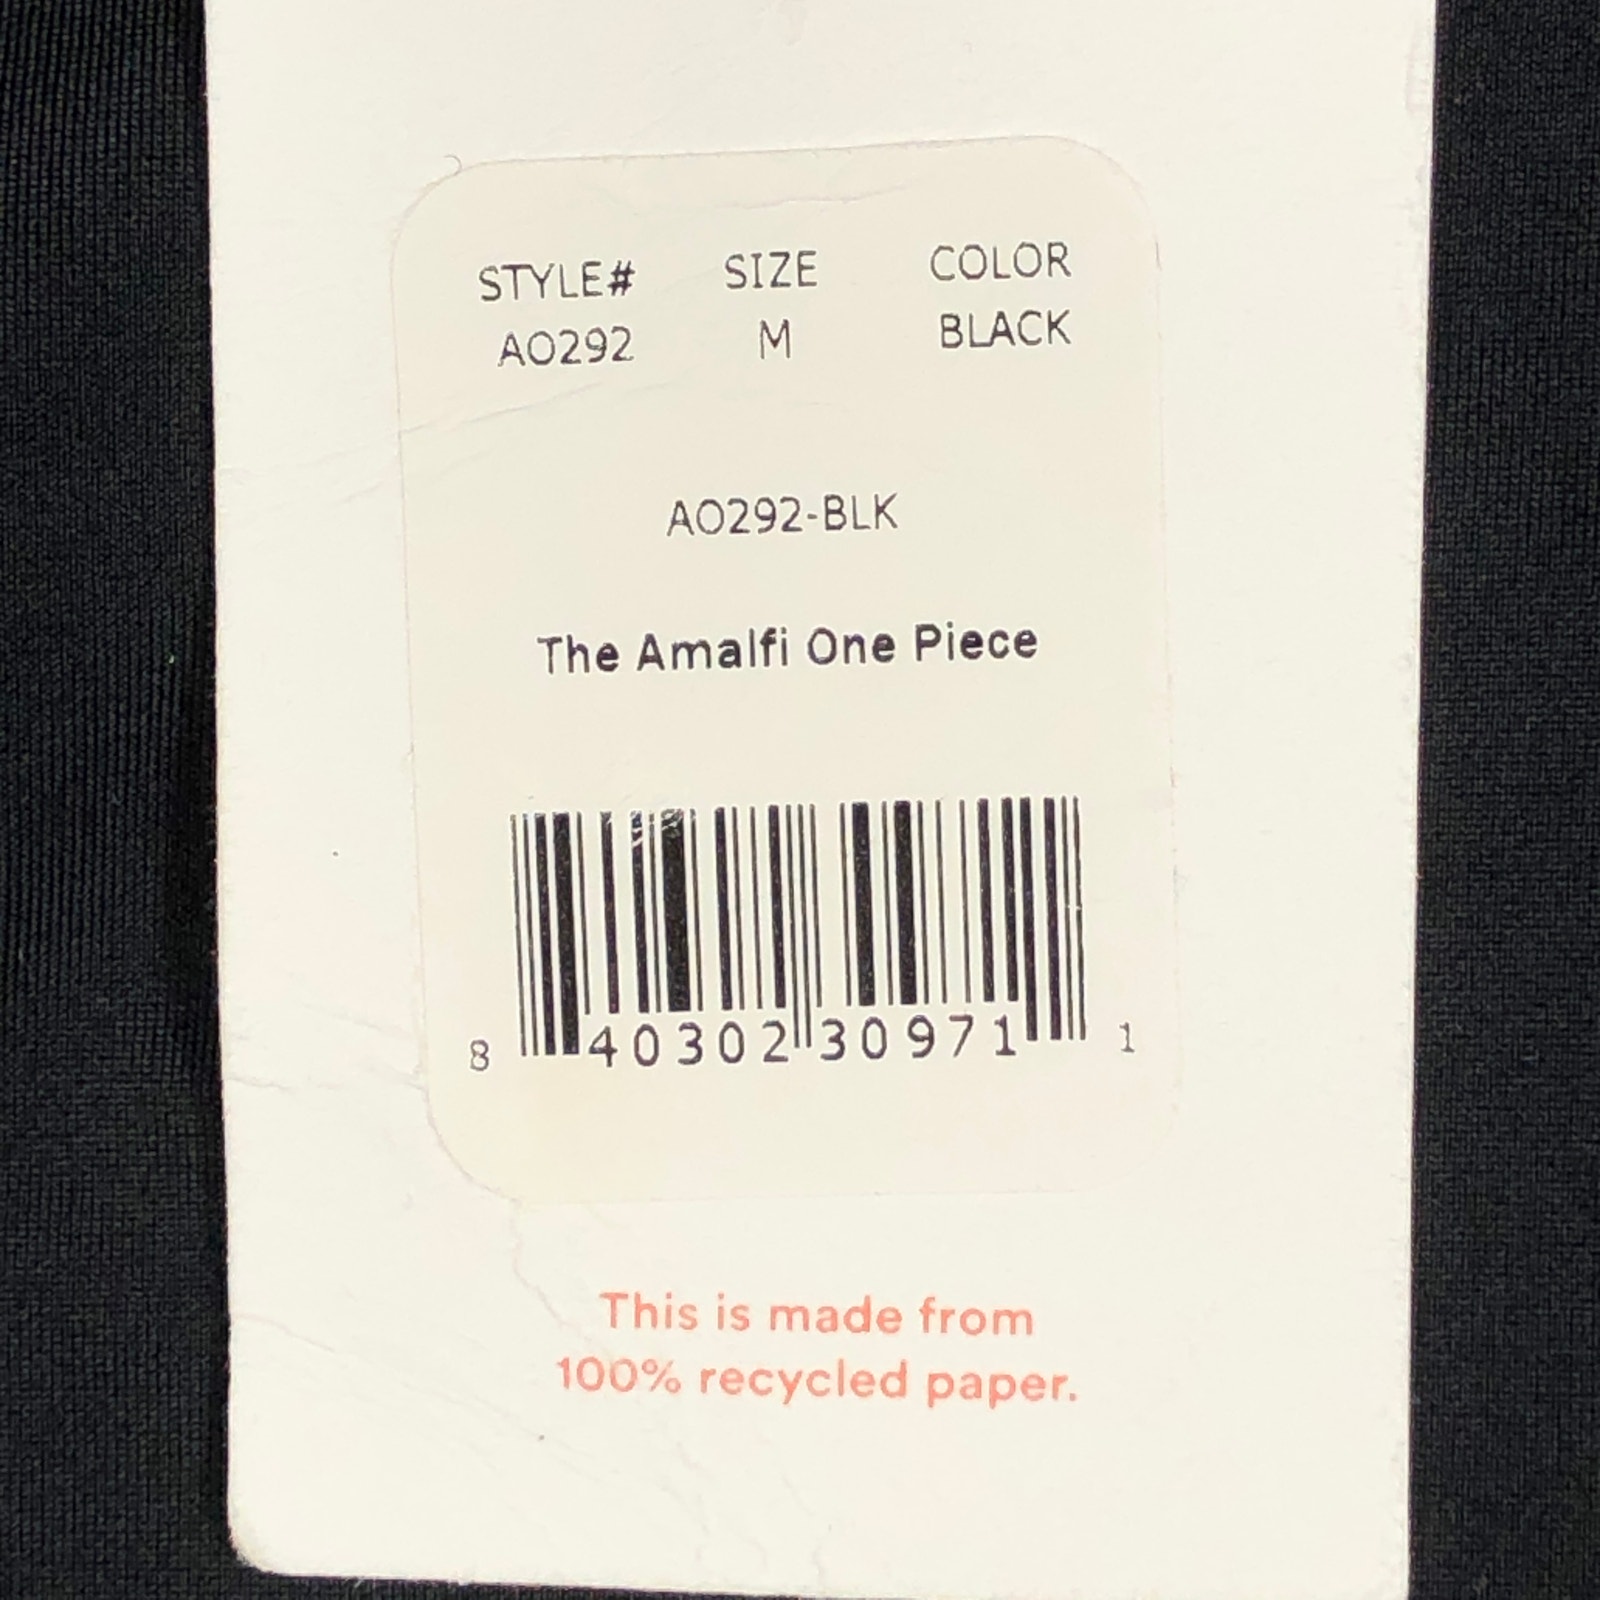 STYLE# SIZE COLOR
AO292 M BLACK
AO292-BLK
The Amalfi One Piece
8 40302 30971 1
This is made from
100% recycled paper.